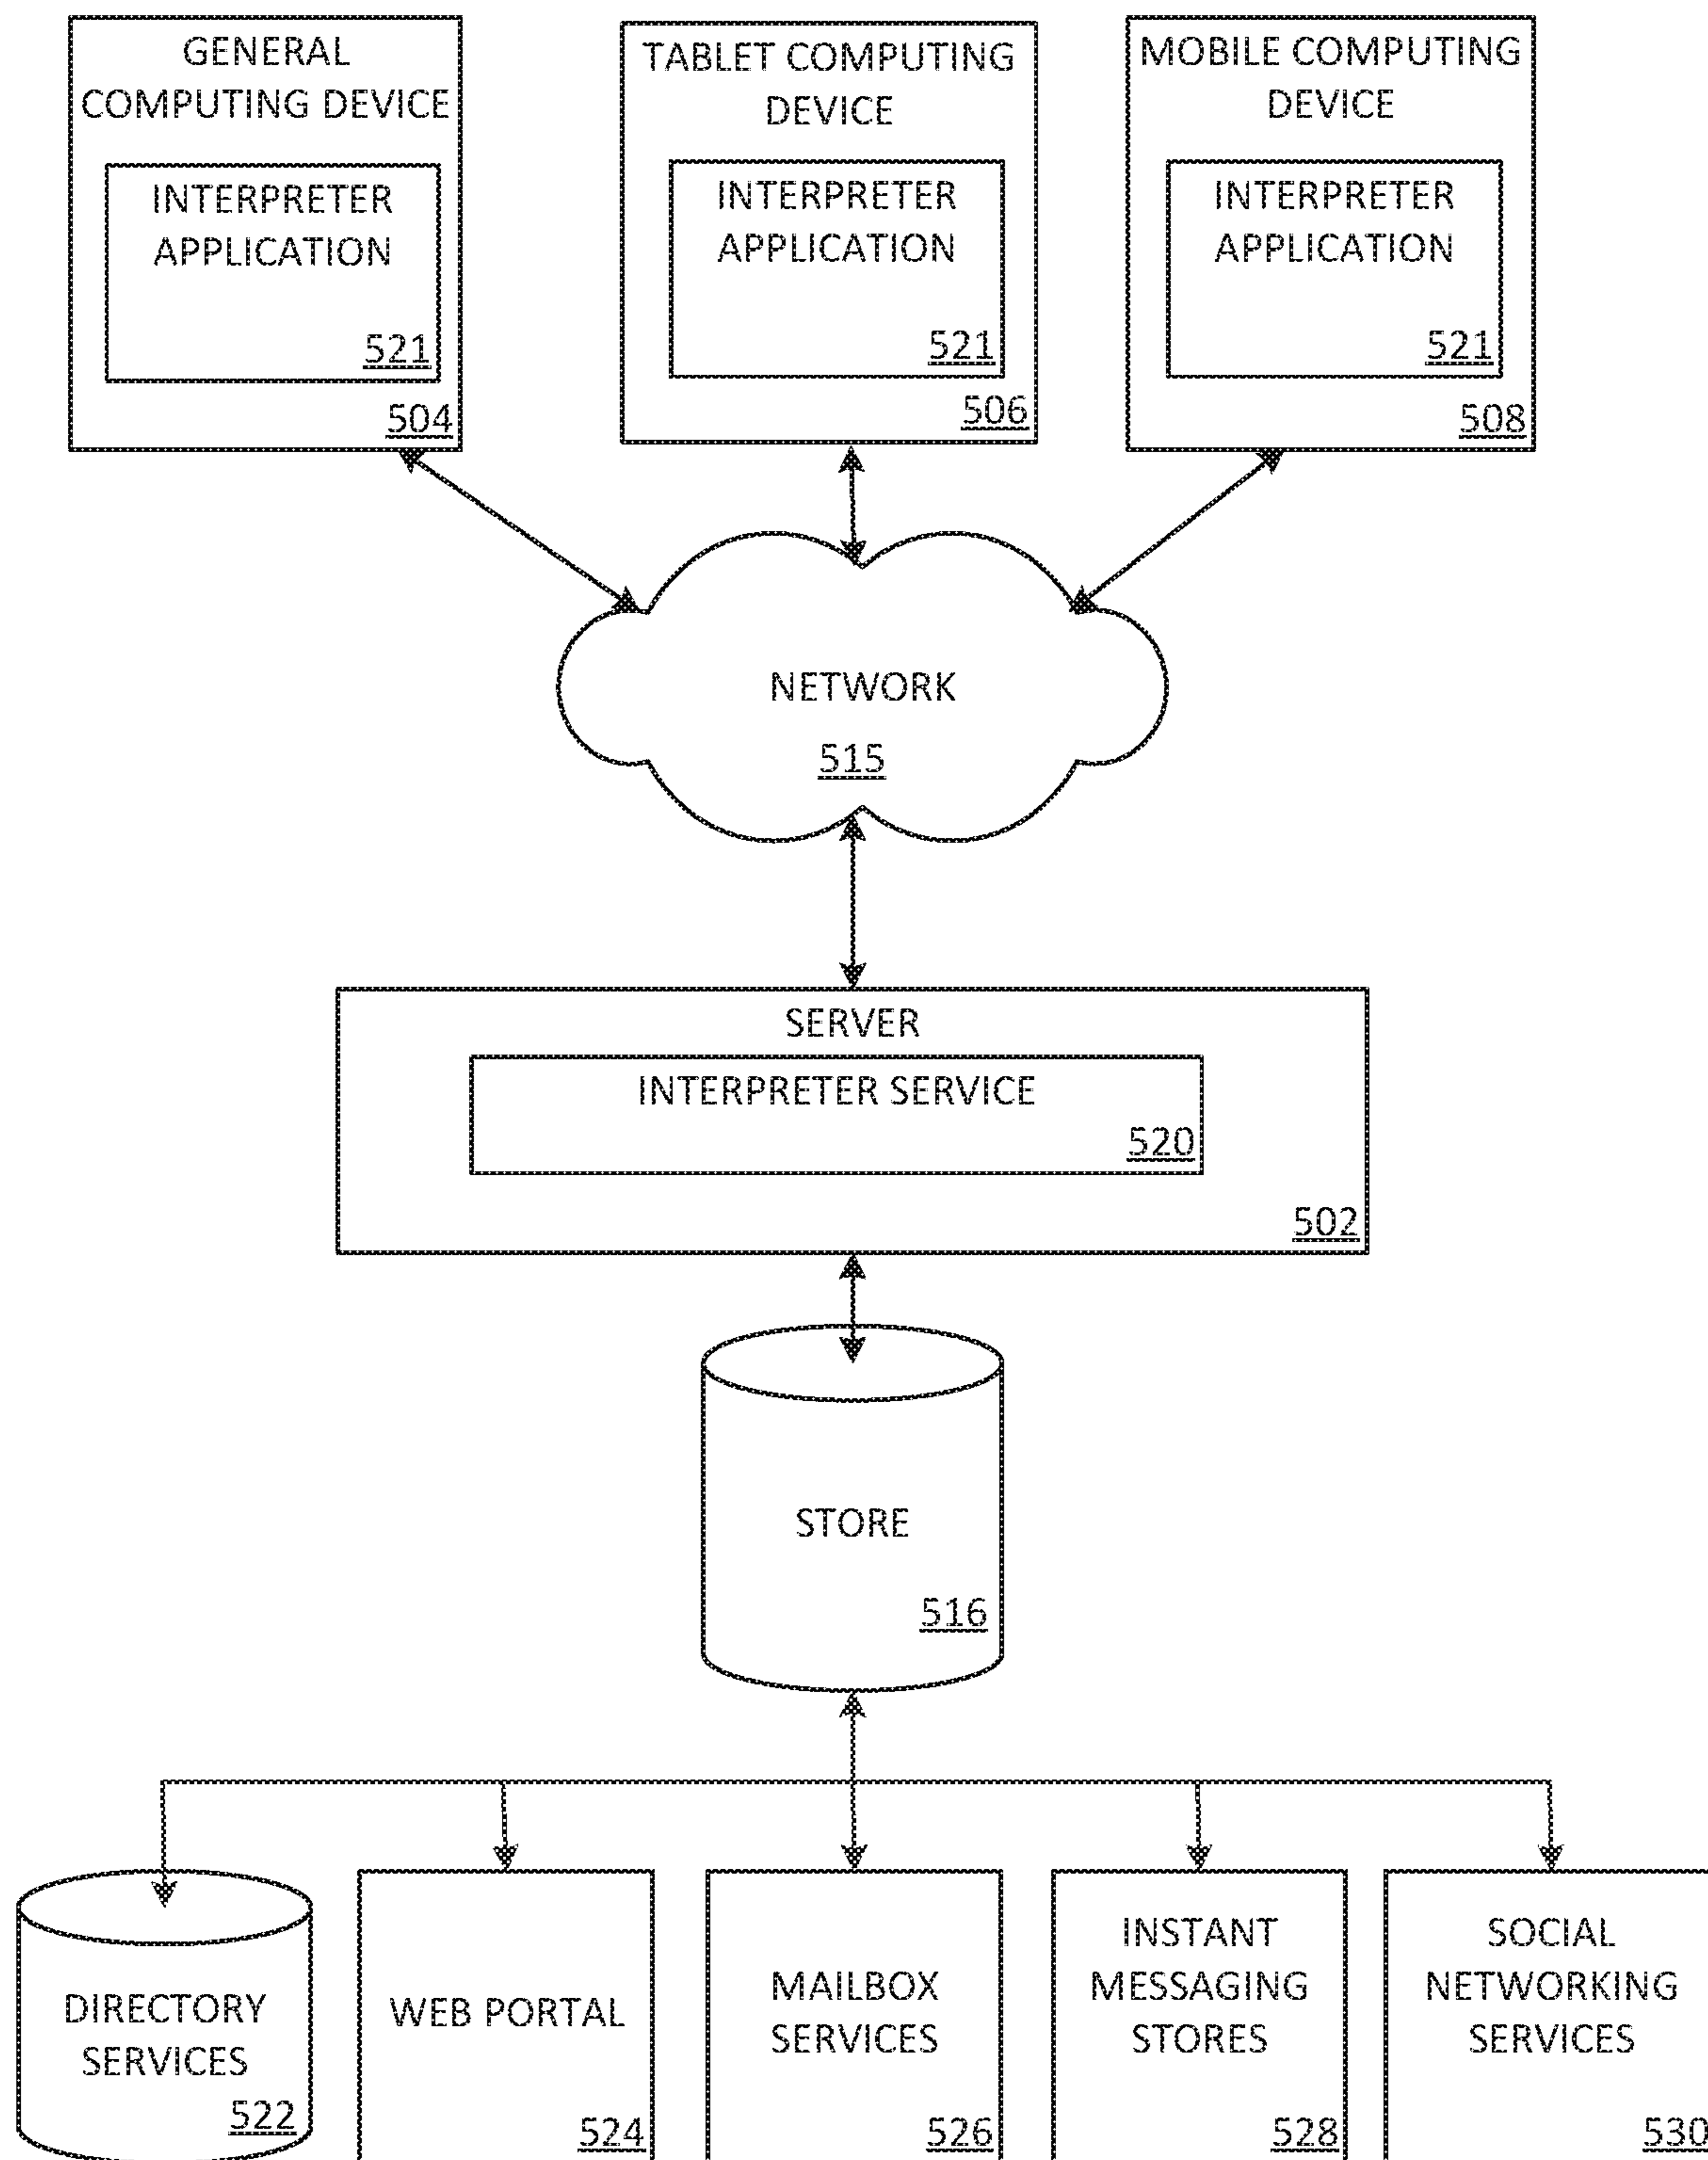 GENERAL
COMPUTING DEVICE
INTERPRETER
APPLICATION
521
504
TABLET COMPUTING
DEVICE
INTERPRETER
APPLICATION
521
506
MOBILE COMPUTING
DEVICE
INTERPRETER
APPLICATION
521
508
NETWORK
515
SERVER
INTERPRETER SERVICE
520
502
STORE
516
DIRECTORY
SERVICES
522
WEB PORTAL
524
MAILBOX
SERVICES
526
INSTANT
MESSAGING
STORES
528
SOCIAL
NETWORKING
SERVICES
530